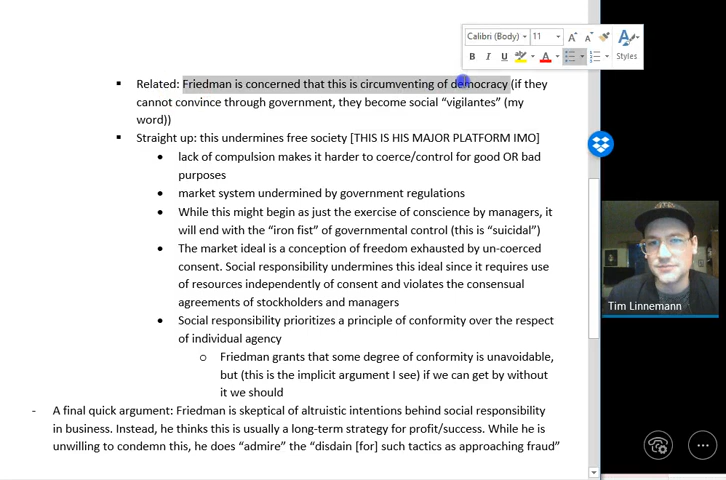 Calibri (Body) 11 A A
B I U A Styles
Related: Friedman is concerned that this is circumventing of democracy (if they
cannot convince through government, they become social “vigilantes” (my
word))
Straight up: this undermines free society [THIS IS HIS MAJOR PLATFORM IMO]
lack of compulsion makes it harder to coerce/control for good OR bad
purposes
market system undermined by government regulations
While this might begin as just the exercise of conscience by managers, it
will end with the “iron fist” of governmental control (this is “suicidal”)
The market ideal is a conception of freedom exhausted by un-coerced
consent. Social responsibility undermines this ideal since it requires use
of resources independently of consent and violates the consensual
agreements of stockholders and managers
Social responsibility prioritizes a principle of conformity over the respect
of individual agency
o Friedman grants that some degree of conformity is unavoidable,
but (this is the implicit argument I see) if we can get by without
it we should
- A final quick argument: Friedman is skeptical of altruistic intentions behind social responsibility
in business. Instead, he thinks this is usually a long-term strategy for profit/success. While he is
unwilling to condemn this, he does “admire” the “disdain [for] such tactics as approaching fraud”
Tim Linnemann